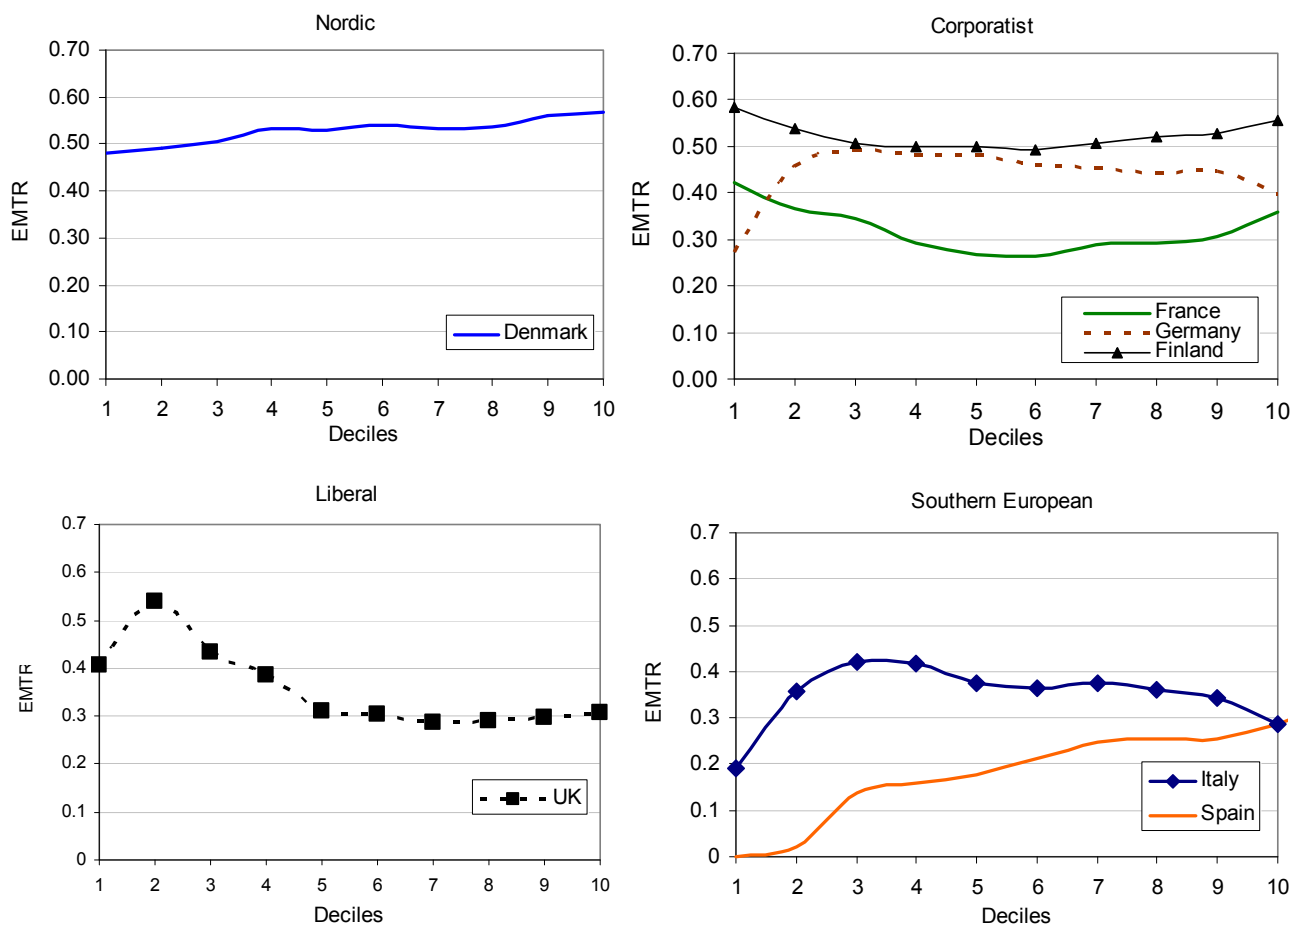 Nordic
0.70
0.60
0.50
0.40
0.30
0.20
0.10
0.00
EMTR
1 2 3 4 5 6 7 8 9 10
Deciles
Denmark
Corporatist
0.70
0.60
0.50
0.40
0.30
0.20
0.10
0.00
EMTR
1 2 3 4 5 6 7 8 9 10
Deciles
France
Germany
Finland
Liberal
0.7
0.6
0.5
0.4
0.3
0.2
0.1
0
EMTR
1 2 3 4 5 6 7 8 9 10
Deciles
UK
Southern European
0.7
0.6
0.5
0.4
0.3
0.2
0.1
0
EMTR
1 2 3 4 5 6 7 8 9 10
Deciles
Italy
Spain